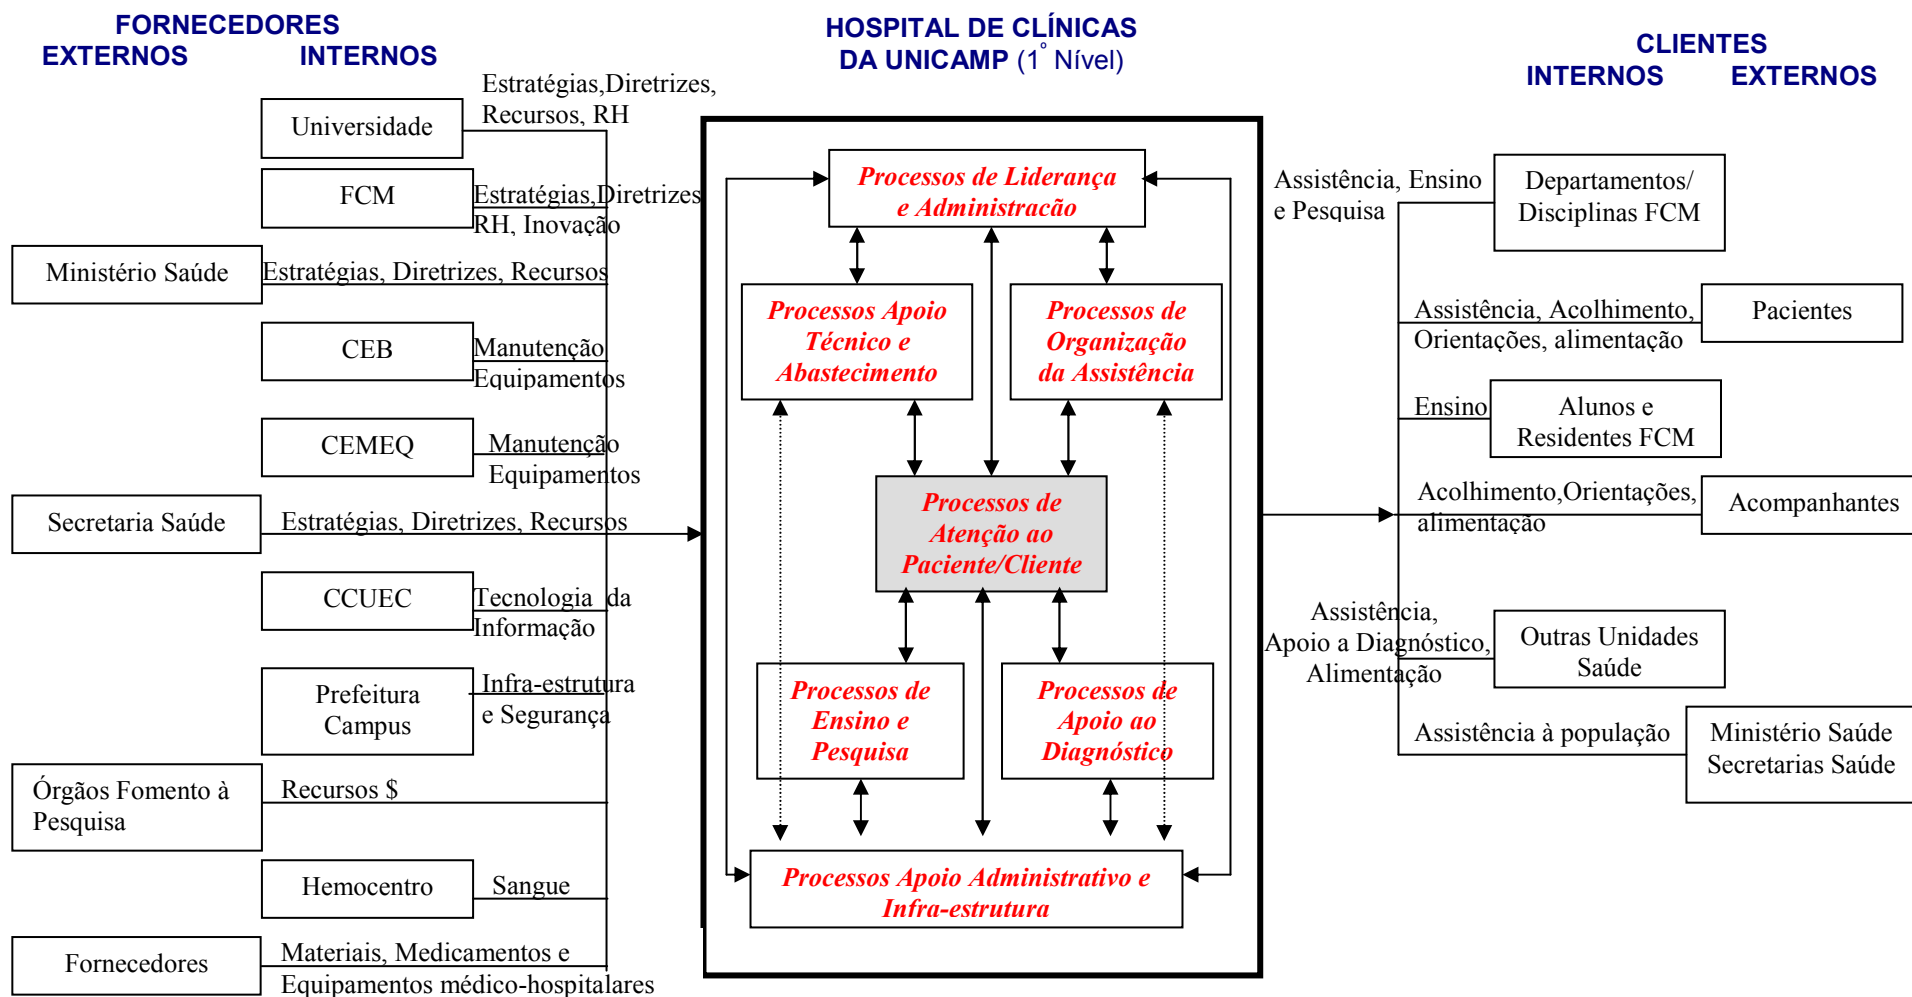 FORNECEDORES
EXTERNOS
INTERNOS
Universidade
Estratégias,Diretrizes,
Recursos, RH
FCM
Estratégias,Diretrizes
RH, Inovação
Ministério Saúde
Estratégias, Diretrizes, Recursos
CEB
Manutenção
Equipamentos
CEMEQ
Manutenção
Equipamentos
Secretaria Saúde
Estratégias, Diretrizes, Recursos
CCUEC
Tecnologia da
Informação
Prefeitura
Campus
Infra-estrutura
e Segurança
Órgãos Fomento à
Pesquisa
Recursos $
Hemocentro
Sangue
Fornecedores
Materiais, Medicamentos e
Equipamentos médico-hospitalares
HOSPITAL DE CLÍNICAS
DA UNICAMP (1º Nível)
Processos de Liderança
e Administracão
Processos Apoio
Técnico e
Abastecimento
Processos de
Organização
da Assistência
Processos de
Atenção ao
Paciente/Cliente
Processos de
Ensino e
Pesquisa
Processos de
Apoio ao
Diagnóstico
Processos Apoio Administrativo e
Infra-estrutura
CLIENTES
INTERNOS
EXTERNOS
Assistência, Ensino
e Pesquisa
Departamentos/
Disciplinas FCM
Assistência, Acolhimento,
Orientações, alimentação
Pacientes
Ensino
Alunos e
Residentes FCM
Acolhimento,Orientações,
alimentação
Acompanhantes
Assistência,
Apoio a Diagnóstico,
Alimentação
Outras Unidades
Saúde
Assistência à população
Ministério Saúde
Secretarias Saúde